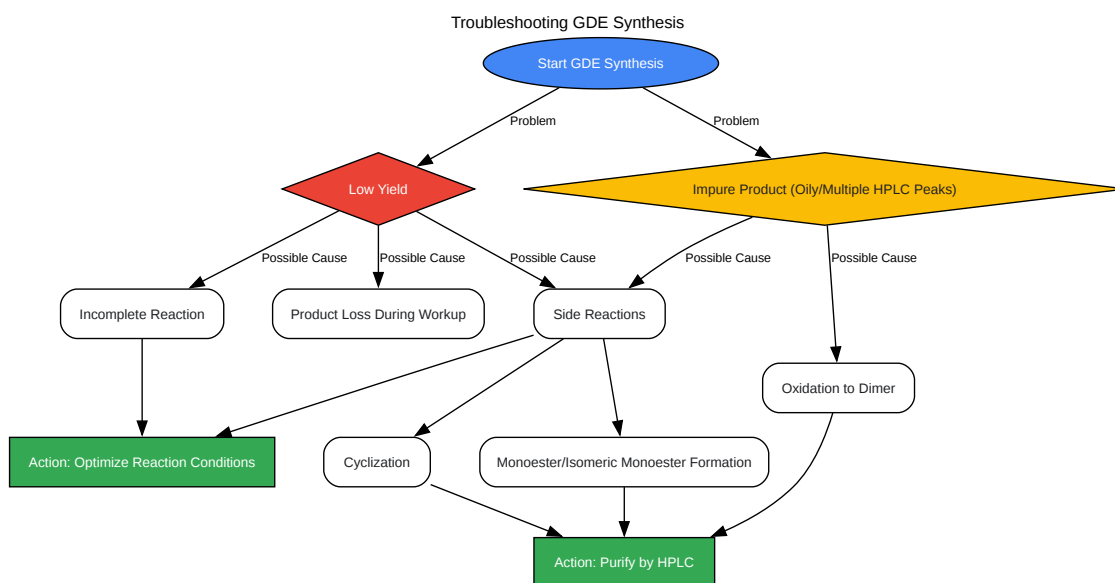 Troubleshooting GDE Synthesis
Start GDE Synthesis
Problem
Problem
Low Yield
Impure Product (Oily/Multiple HPLC Peaks)
Possible Cause
Possible Cause
Possible Cause
Possible Cause
Possible Cause
Incomplete Reaction
Product Loss During Workup
Side Reactions
Oxidation to Dimer
Action: Optimize Reaction Conditions
Cyclization
Monoester/Isomeric Monoester Formation
Action: Purify by HPLC